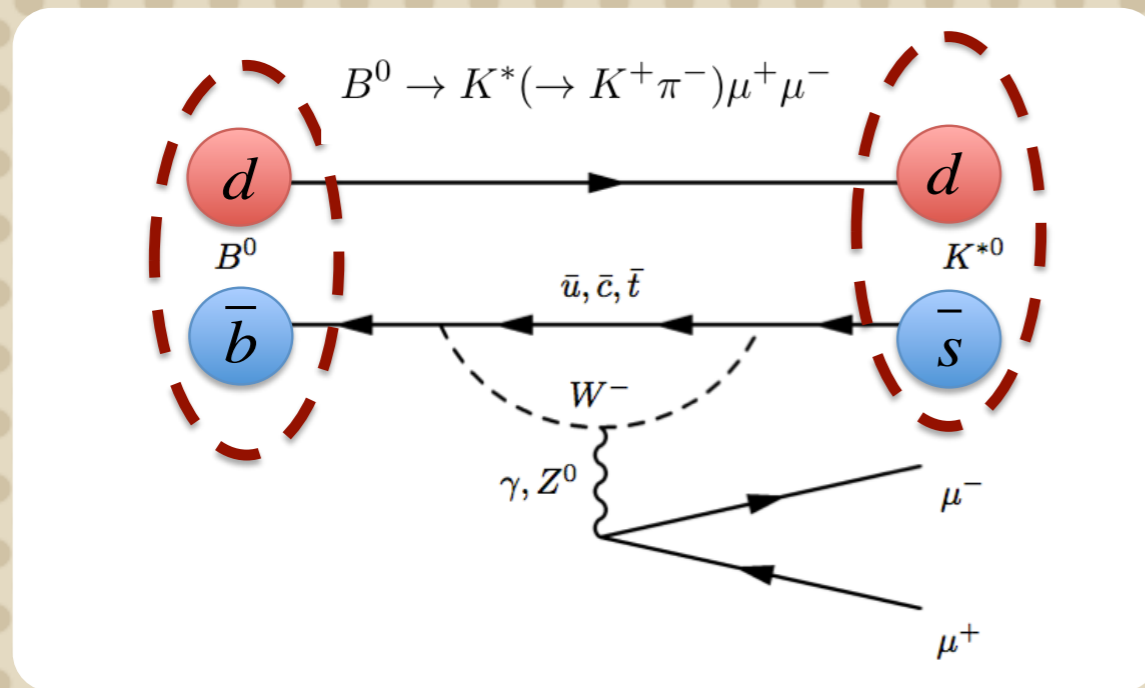 B⁰ → K*(→ K⁺π⁻)μ⁺μ⁻
d
d
B⁰
K*⁰
ū, c̄, t̄
b̄
s̄
W⁻
γ, Z⁰
μ⁻
μ⁺